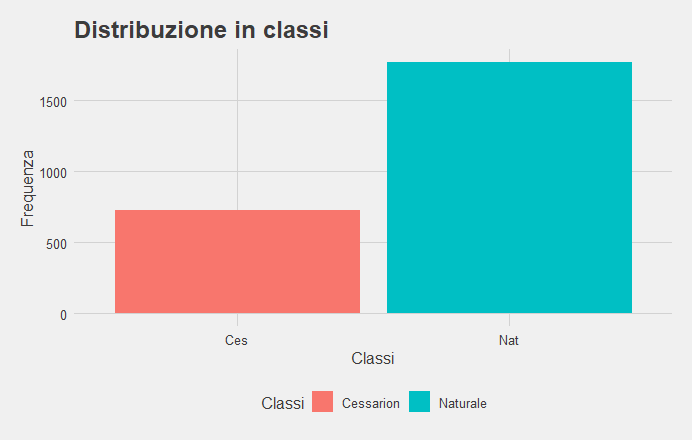 Distribuzione in classi
Frequenza
1500
1000
500
0
Ces Nat
Classi
Classi Cessarion Naturale